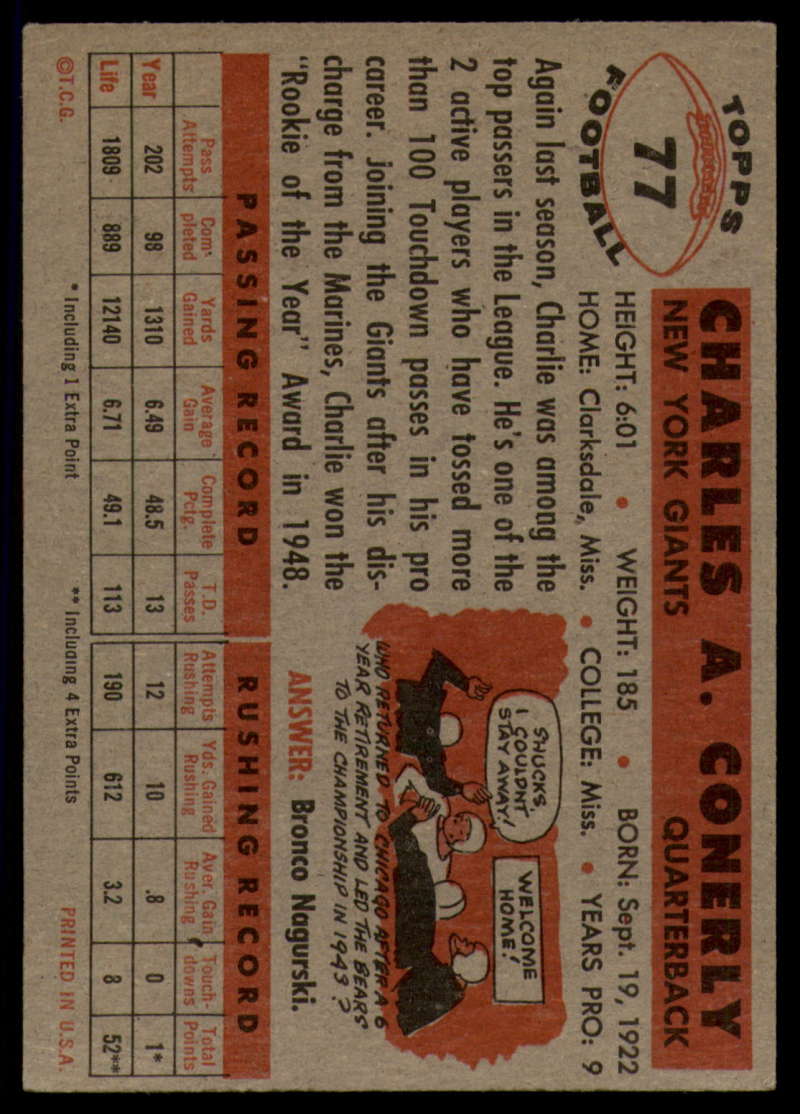 TOPPS
77
FOOTBALL
CHARLES A. CONERLY
NEW YORK GIANTS QUARTERBACK
HEIGHT: 6:01 • WEIGHT: 185 • BORN: Sept. 19, 1922
HOME: Clarksdale, Miss. • COLLEGE: Miss. • YEARS PRO: 9
Again last season, Charlie was among the
top passers in the League. He's one of the
2 active players who have tossed more
than 100 Touchdown passes in his pro
career. Joining the Giants after his dis-
charge from the Marines, Charlie won the
"Rookie of the Year" Award in 1948.
SHUCKS,
I COULDN'T
STAY AWAY!
WELCOME
HOME!
WHO RETURNED TO CHICAGO AFTER A 6
YEAR RETIREMENT AND LED THE BEARS
TO THE CHAMPIONSHIP IN 1943?
ANSWER: Bronco Nagurski.
PASSING RECORD RUSHING RECORD
Pass Com- Yards Average Complete T.D. Attempts Yds. Gained Aver. Gain Touch- Total
Attempts pleted Gained Gain Pctg. Passes Rushing Rushing Rushing downs Points
Year 202 98 1310 6.49 48.5 13 12 10 .8 0 1*
Life 1809 889 12140 6.71 49.1 113 190 612 3.2 8 52**
* Including 1 Extra Point ** Including 4 Extra Points
©T.C.G. PRINTED IN U.S.A.